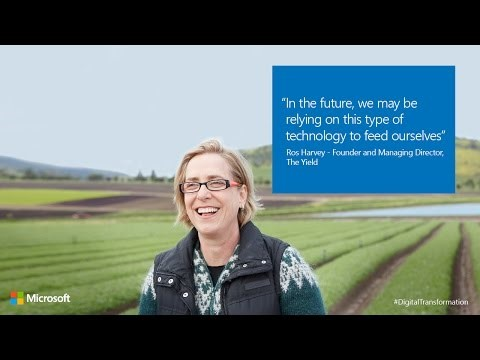 "In the future, we may be
relying on this type of
technology to feed ourselves"
Ros Harvey - Founder and Managing Director,
The Yield
Microsoft
#DigitalTransformation